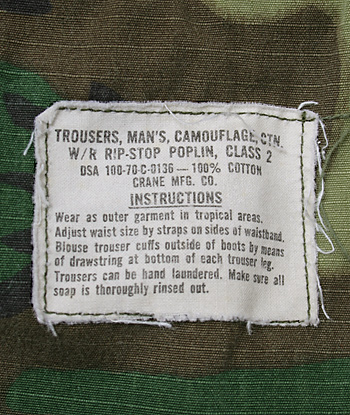 TROUSERS, MAN'S, CAMOUFLAGE, CTN.
W/R RIP-STOP POPLIN, CLASS 2
DSA 100-70-C-0136 — 100% COTTON
CRANE MFG. CO.
INSTRUCTIONS
Wear as outer garment in tropical areas.
Adjust waist size by straps on sides of waistband.
Blouse trouser cuffs outside of boots by means
of drawstring at bottom of each trouser leg.
Trousers can be hand laundered. Make sure all
soap is thoroughly rinsed out.